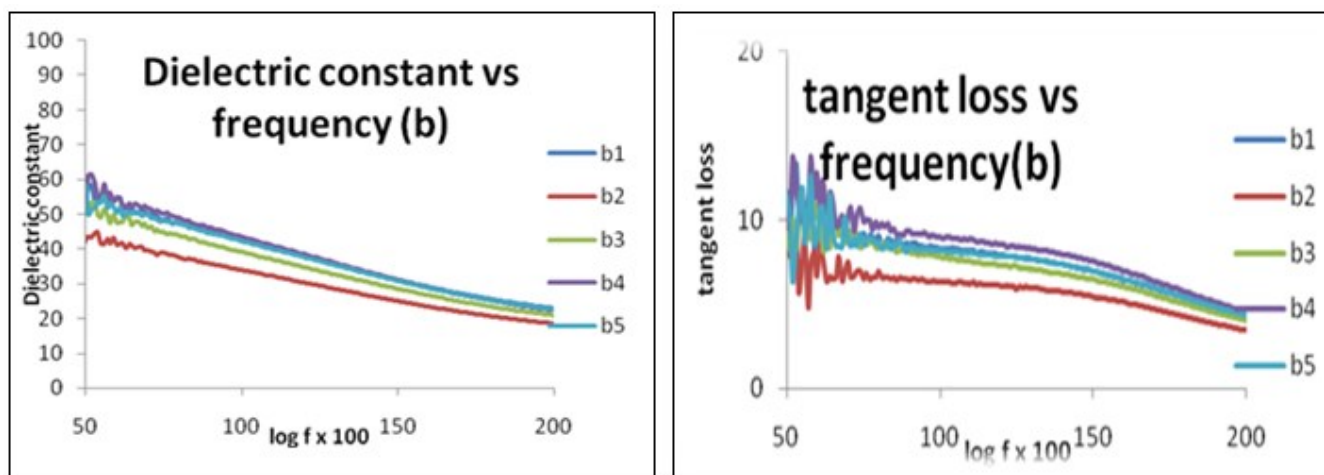 Dielectric constant vs
frequency (b)
100
90
80
70
60
50
40
30
20
10
0
Dielectric constant
50
100
150
200
log f x 100
b1
b2
b3
b4
b5
tangent loss vs
frequency(b)
20
10
0
tangent loss
50
100
150
200
log f x 100
b1
b2
b3
b4
b5